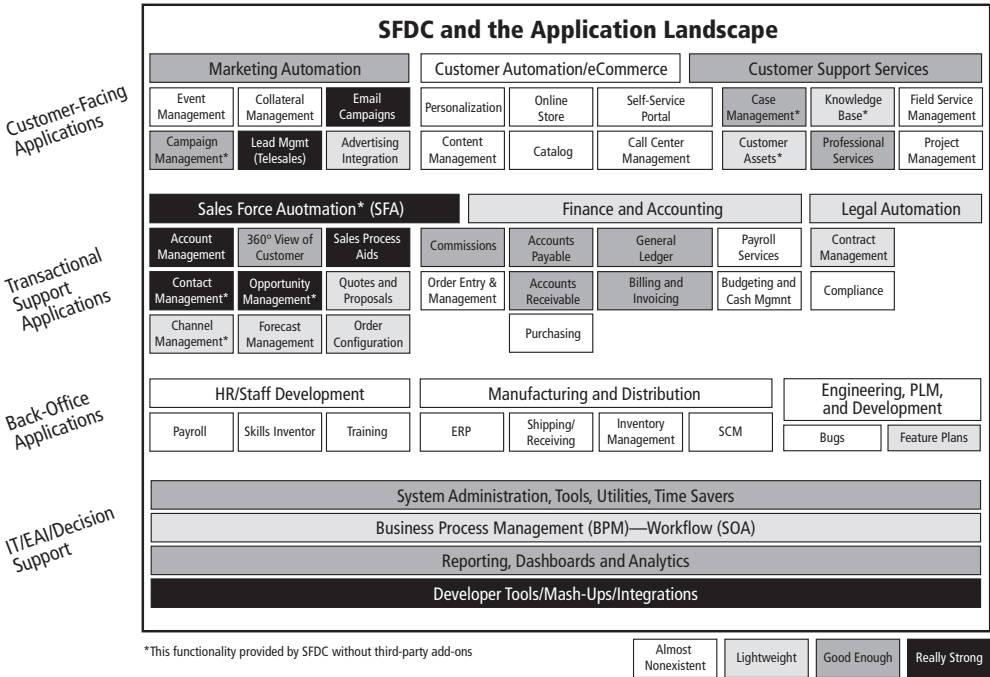 SFDC and the Application Landscape
Customer-Facing
Applications
Marketing Automation
Customer Automation/eCommerce
Customer Support Services
Event
Management
Collateral
Management
Email
Campaigns
Personalization
Online
Store
Self-Service
Portal
Case
Management*
Knowledge
Base*
Field Service
Management
Campaign
Management*
Lead Mgmt
(Telesales)
Advertising
Integration
Content
Management
Catalog
Call Center
Management
Customer
Assets*
Professional
Services
Project
Management
Transactional
Support
Applications
Sales Force Auotmation* (SFA)
Finance and Accounting
Legal Automation
Account
Management
360° View of
Customer
Sales Process
Aids
Commissions
Accounts
Payable
General
Ledger
Payroll
Services
Contract
Management
Contact
Management*
Opportunity
Management*
Quotes and
Proposals
Order Entry &
Management
Accounts
Receivable
Billing and
Invoicing
Budgeting and
Cash Mgmnt
Compliance
Channel
Management*
Forecast
Management
Order
Configuration
Purchasing
Back-Office
Applications
HR/Staff Development
Manufacturing and Distribution
Engineering, PLM,
and Development
Payroll
Skills Inventor
Training
ERP
Shipping/
Receiving
Inventory
Management
SCM
Bugs
Feature Plans
IT/EAI/Decision
Support
System Administration, Tools, Utilities, Time Savers
Business Process Management (BPM)—Workflow (SOA)
Reporting, Dashboards and Analytics
Developer Tools/Mash-Ups/Integrations
*This functionality provided by SFDC without third-party add-ons
Almost
Nonexistent
Lightweight
Good Enough
Really Strong